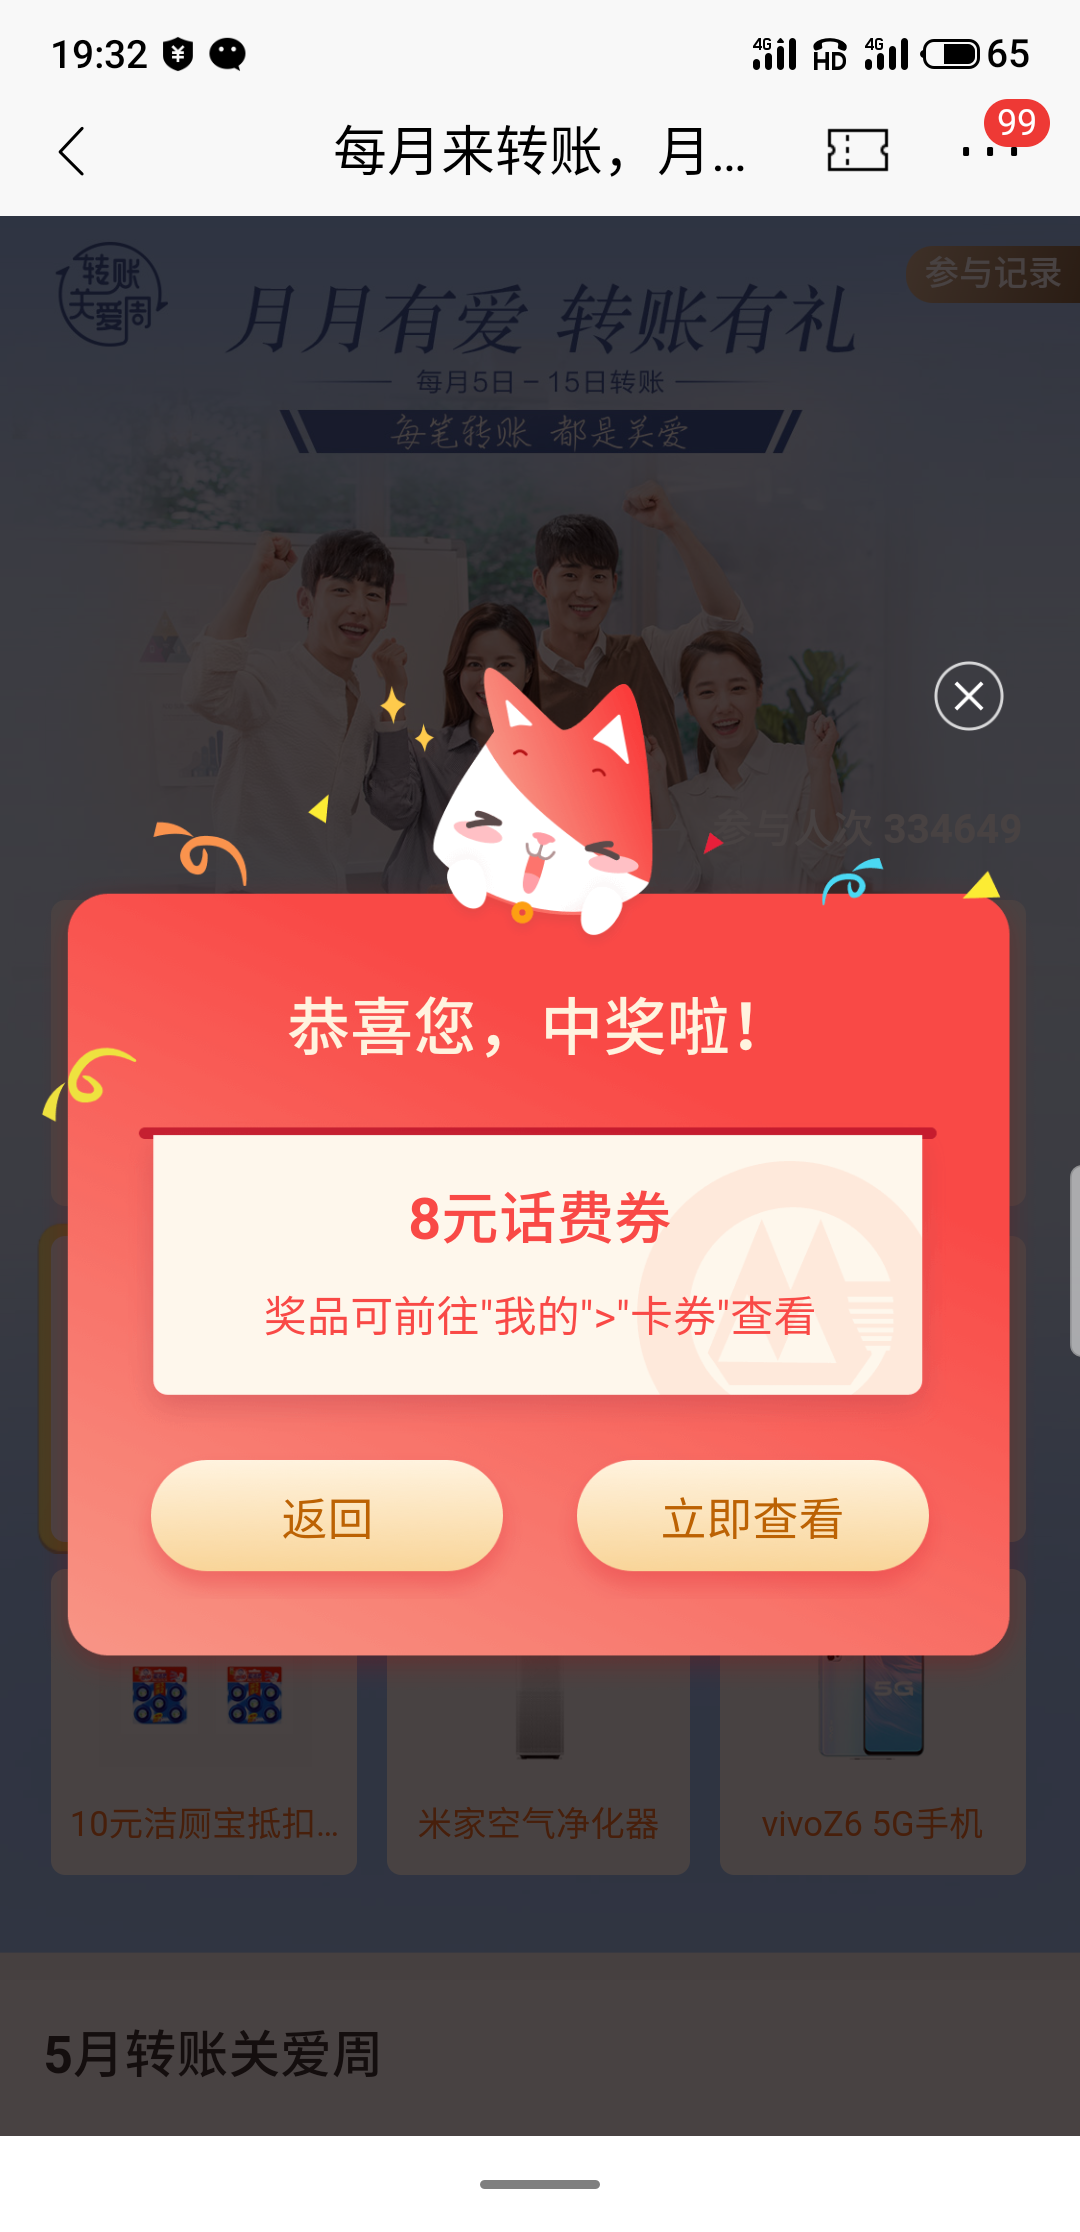 19:32
4G HD 4G 65
每月来转账，月...
99
转账
关爱周
参与记录
月月有爱 转账有礼
每月5日-15日转账
每笔转账 都是关爱
参与人次 334649
恭喜您，中奖啦！
8元话费券
奖品可前往"我的">"卡券"查看
返回
立即查看
5G
10元洁厕宝抵扣...
米家空气净化器
vivoZ6 5G手机
5月转账关爱周